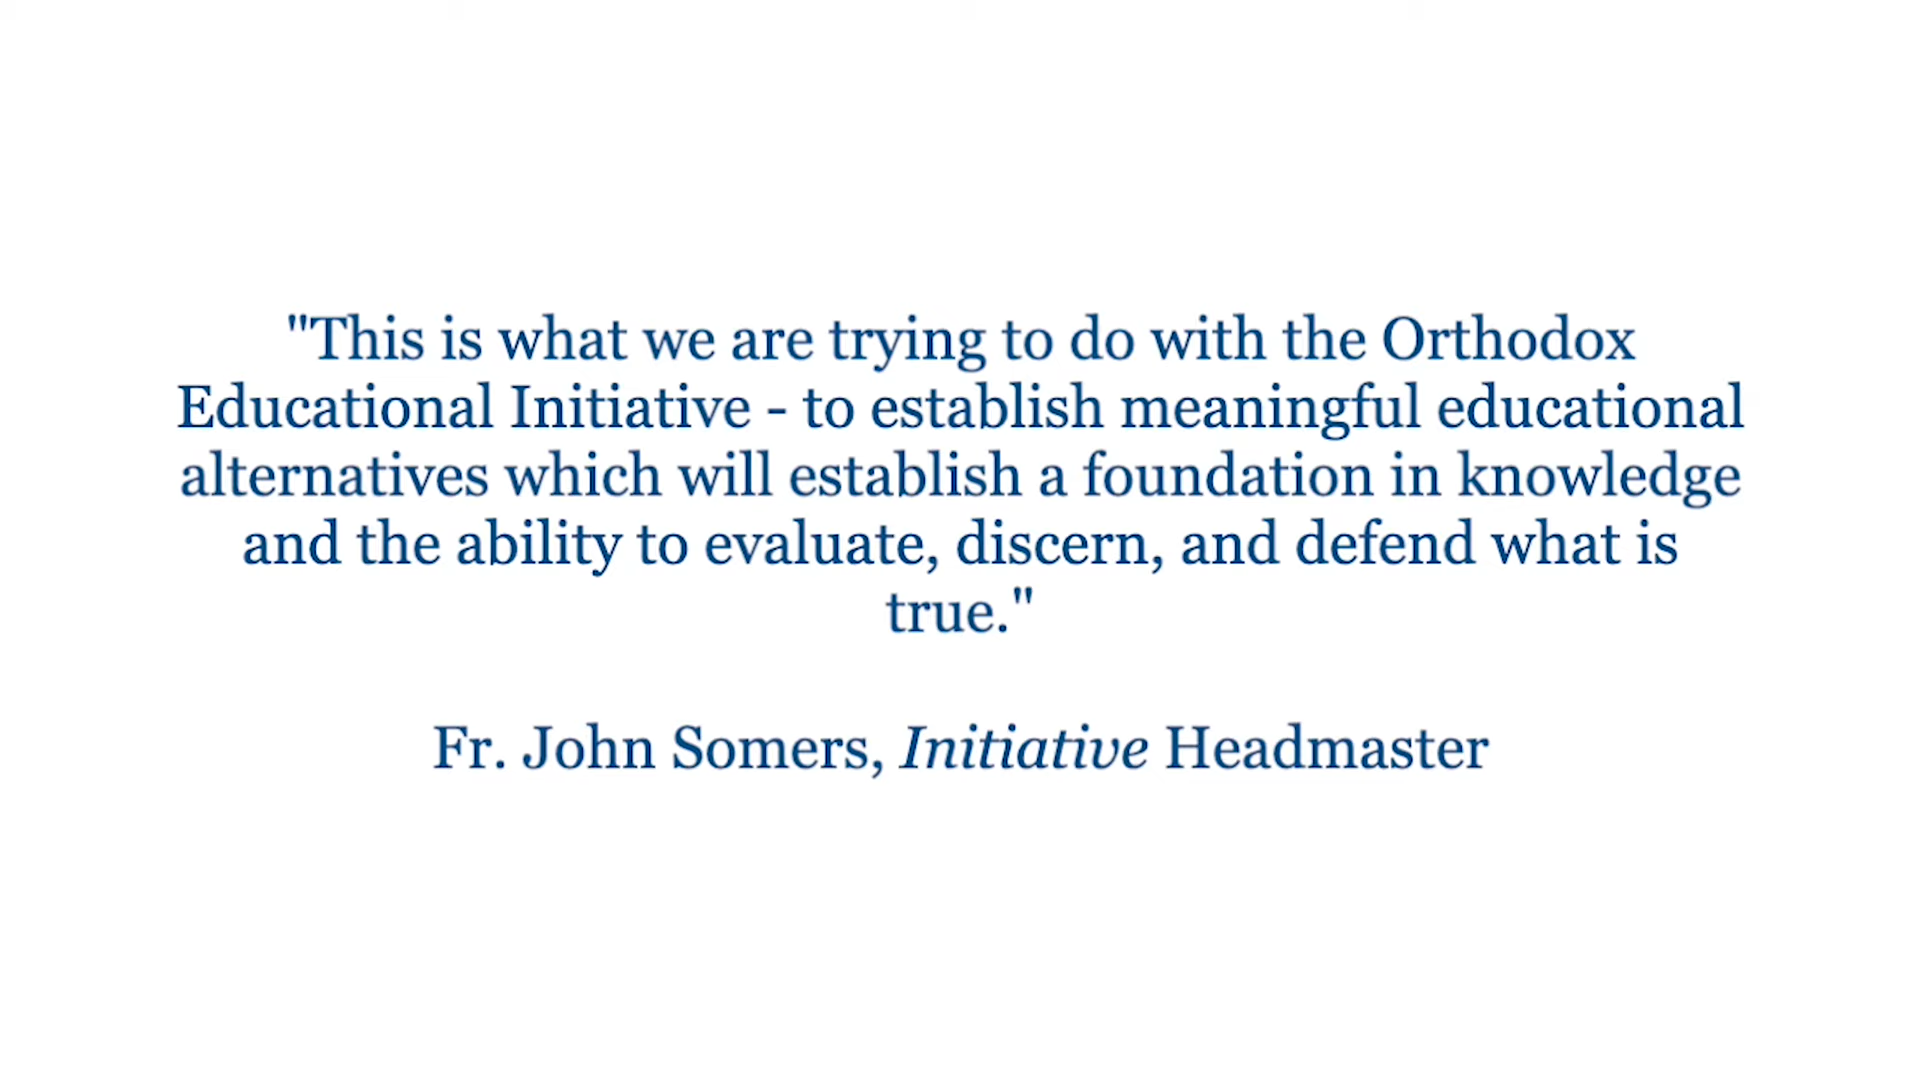 "This is what we are trying to do with the Orthodox
Educational Initiative - to establish meaningful educational
alternatives which will establish a foundation in knowledge
and the ability to evaluate, discern, and defend what is
true."
Fr. John Somers, Initiative Headmaster